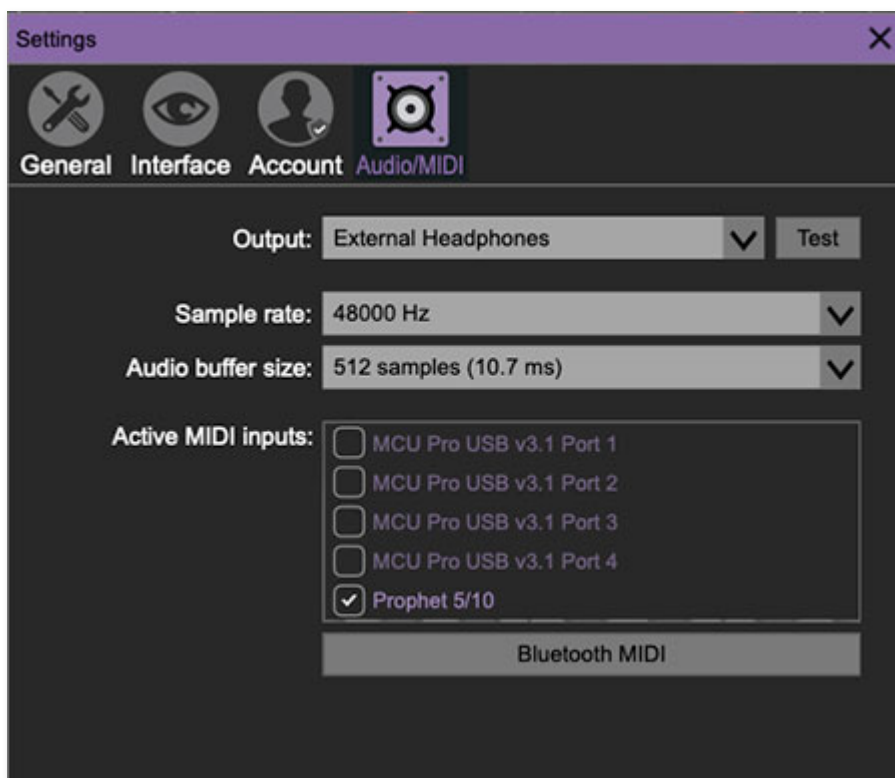 Settings
General Interface Account Audio/MIDI
Output: External Headphones Test
Sample rate: 48000 Hz
Audio buffer size: 512 samples (10.7 ms)
Active MIDI inputs: MCU Pro USB v3.1 Port 1
MCU Pro USB v3.1 Port 2
MCU Pro USB v3.1 Port 3
MCU Pro USB v3.1 Port 4
Prophet 5/10
Bluetooth MIDI